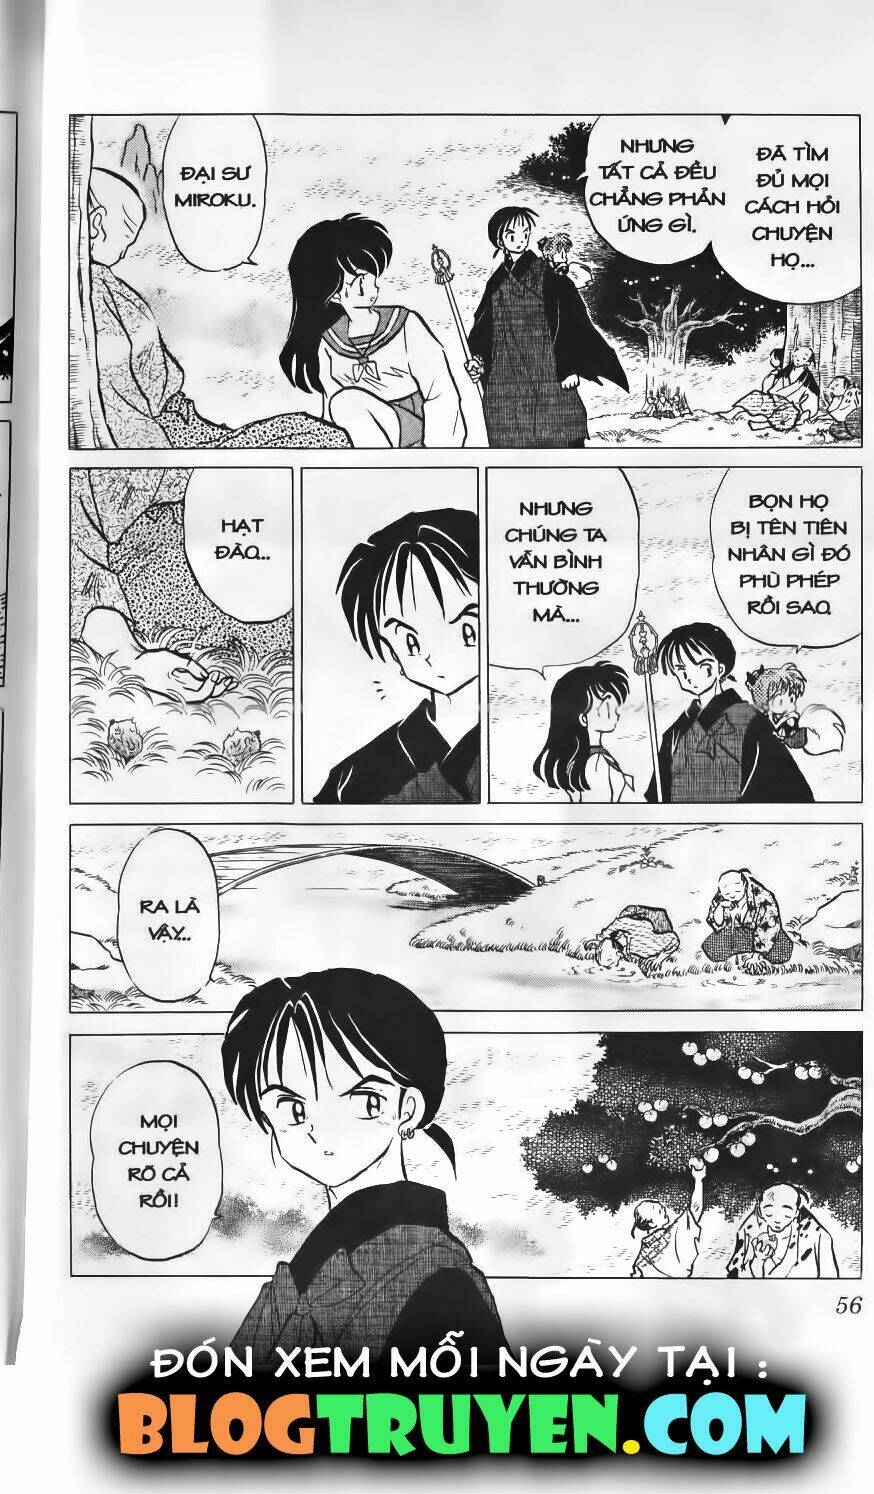 ĐÃ TÌM
ĐỦ MỌI
CÁCH HỎI
CHUYỆN
HỌ...
NHƯNG
TẤT CẢ ĐỀU
CHẲNG PHẢN
ỨNG GÌ.
ĐẠI SƯ
MIROKU.
BỌN HỌ
BỊ TÊN TIÊN
NHÂN GÌ ĐÓ
PHÙ PHÉP
RỒI SAO.
NHƯNG
CHÚNG TA
VẪN BÌNH
THƯỜNG
MÀ...
HẠT
ĐÀO...
RA LÀ
VẬY...
MỌI
CHUYỆN
RÕ CẢ
RỒI!
56
ĐÓN XEM MỖI NGÀY TẠI :
BLOGTRUYEN.COM